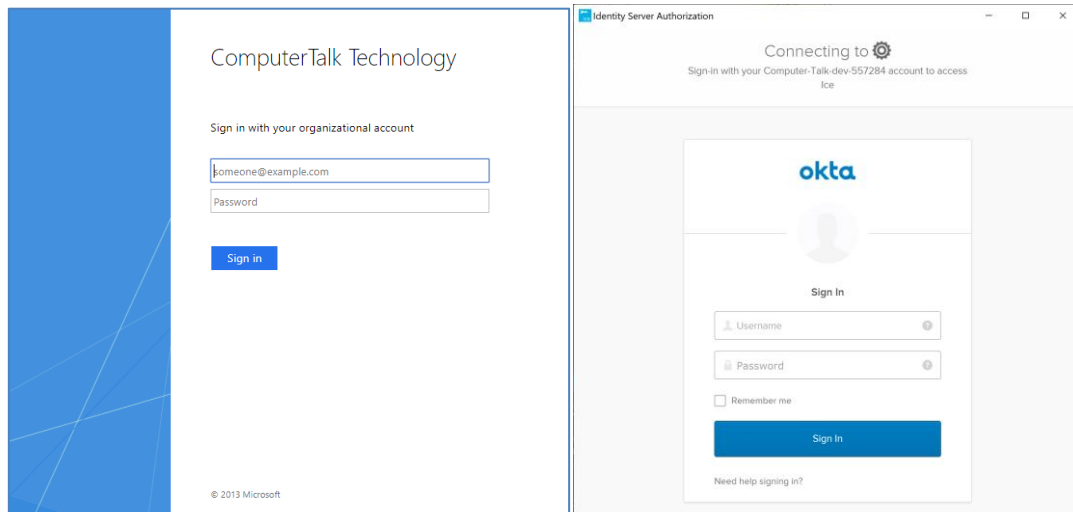 ComputerTalk Technology
Sign in with your organizational account
someone@example.com
Password
Sign in
© 2013 Microsoft
Identity Server Authorization
Connecting to
Sign-in with your Computer-Talk-dev-557284 account to access
Ice
okta
Sign In
Username
Password
Remember me
Sign In
Need help signing in?